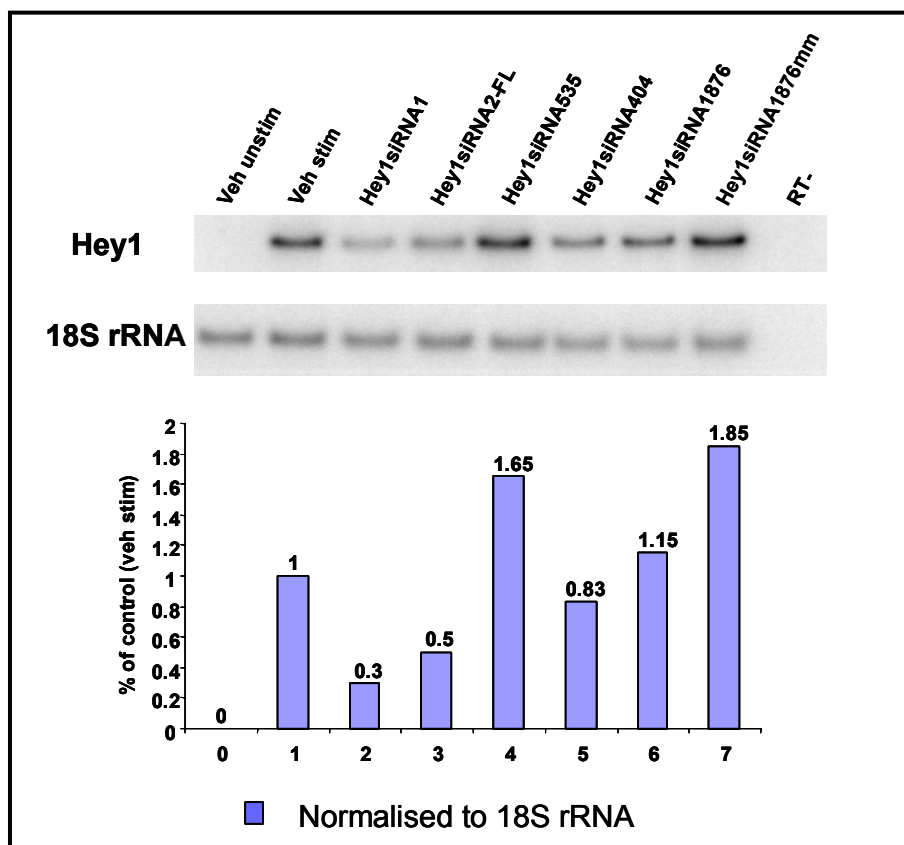 Veh unstim
Veh stim
Hey1siRNA1
Hey1siRNA2-FL
Hey1siRNA535
Hey1siRNA404
Hey1siRNA1876
Hey1siRNA1876mm
RT-
Hey1
18S rRNA
% of control (veh stim)
2
1.8
1.6
1.4
1.2
1
0.8
0.6
0.4
0.2
0
0
1
0.3
0.5
1.65
0.83
1.15
1.85
0 1 2 3 4 5 6 7
Normalised to 18S rRNA